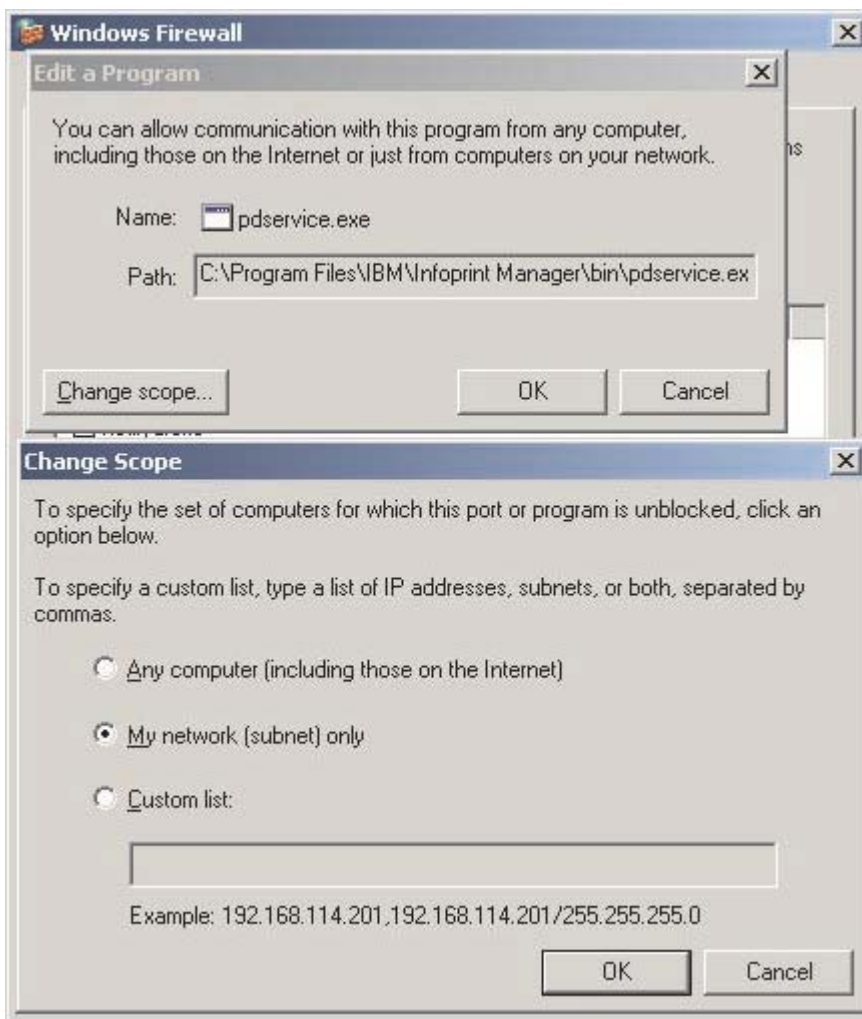 Windows Firewall
Edit a Program
You can allow communication with this program from any computer,
including those on the Internet or just from computers on your network.
ns
Name: pdservice.exe
Path: C:\Program Files\IBM\Infoprint Manager\bin\pdservice.ex
Change scope... OK Cancel
Change Scope
To specify the set of computers for which this port or program is unblocked, click an
option below.
To specify a custom list, type a list of IP addresses, subnets, or both, separated by
commas.
Any computer (including those on the Internet)
My network (subnet) only
Custom list:
Example: 192.168.114.201,192.168.114.201/255.255.255.0
OK Cancel